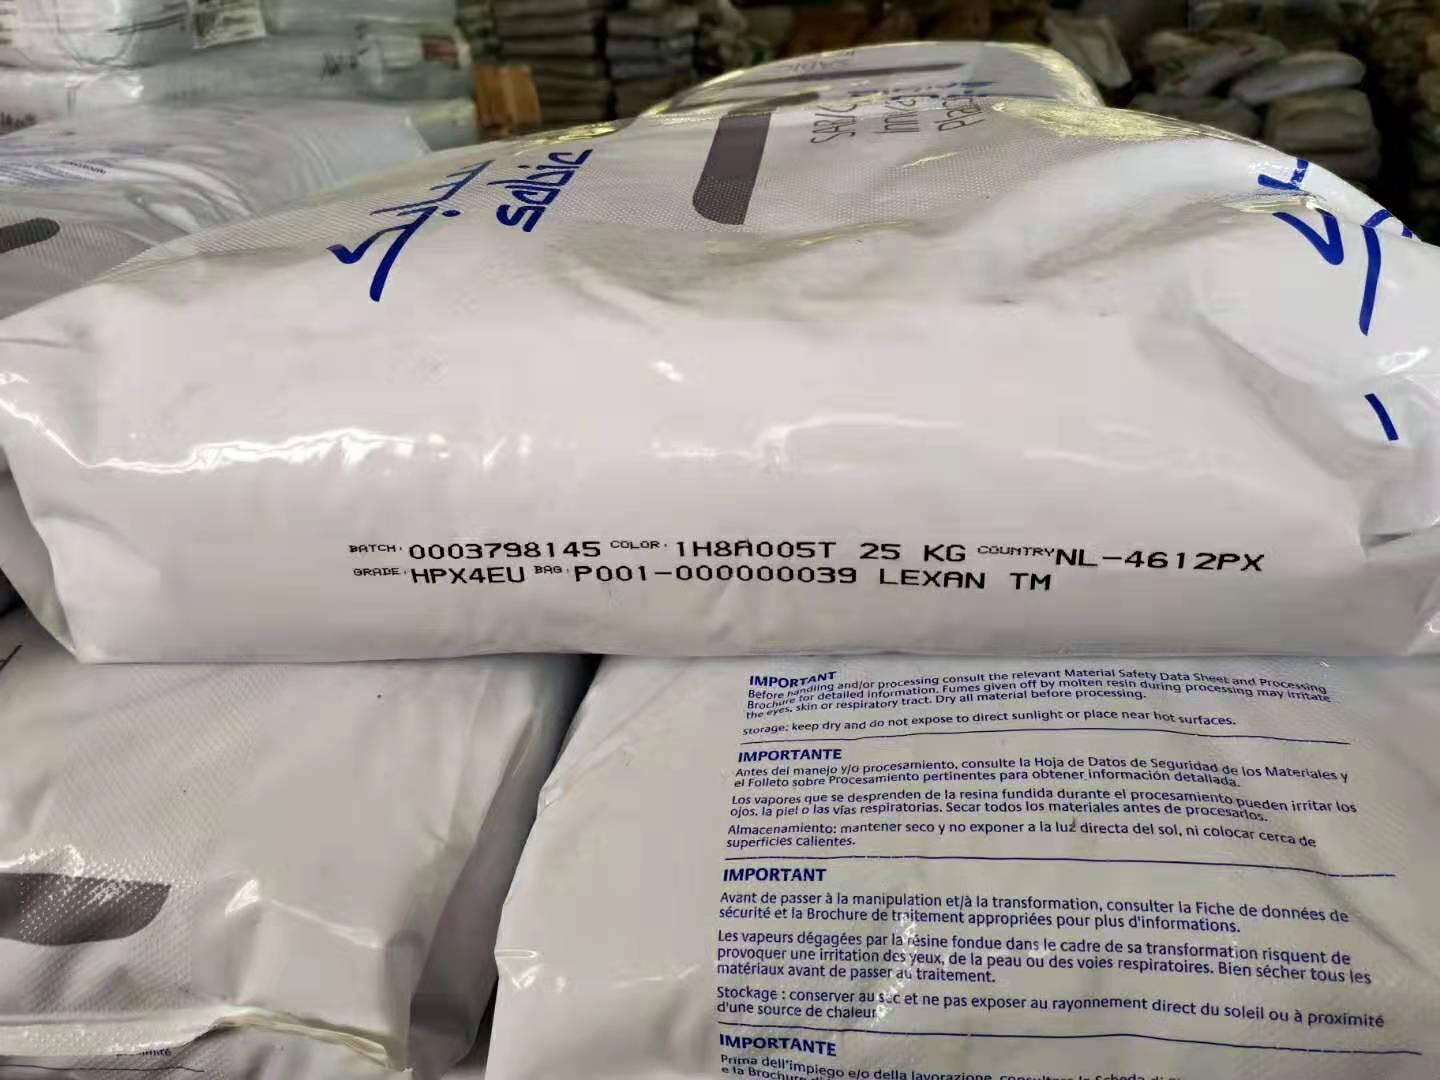 سابك
sabic
BATCH: 0003798145 COLOR: 1H8A005T 25 KG COUNTRY NL-4612PX
GRADE: HPX4EU BAG: P001-000000039 LEXAN TM
IMPORTANT
Before handling and/or processing consult the relevant Material Safety Data Sheet and Processing
Brochure for detailed information. Fumes given off by molten resin during processing may irritate
the eyes, skin or respiratory tract. Dry all material before processing.
Storage: keep dry and do not expose to direct sunlight or place near hot surfaces.
IMPORTANTE
Antes del manejo y/o procesamiento, consulte la Hoja de Datos de Seguridad de los Materiales y
el Folleto sobre Procesamiento pertinentes para obtener información detallada.
Los vapores que se desprenden de la resina fundida durante el procesamiento pueden irritar los
ojos, la piel o las vías respiratorias. Secar todos los materiales antes de procesarlos.
Almacenamiento: mantener seco y no exponer a la luz directa del sol, ni colocar cerca de
superficies calientes.
IMPORTANT
Avant de passer à la manipulation et/à la transformation, consulter la Fiche de données de
sécurité et la Brochure de traitement appropriées pour plus d'informations.
Les vapeurs dégagées par la résine fondue dans le cadre de sa transformation risquent de
provoquer une irritation des yeux, de la peau ou des voies respiratoires. Bien sécher tous les
matériaux avant de passer au traitement.
Stockage : conserver au sec et ne pas exposer au rayonnement direct du soleil ou à proximité
d'une source de chaleur
IMPORTANTE
Prima dell'impiego e/o della lavorazione,
e la